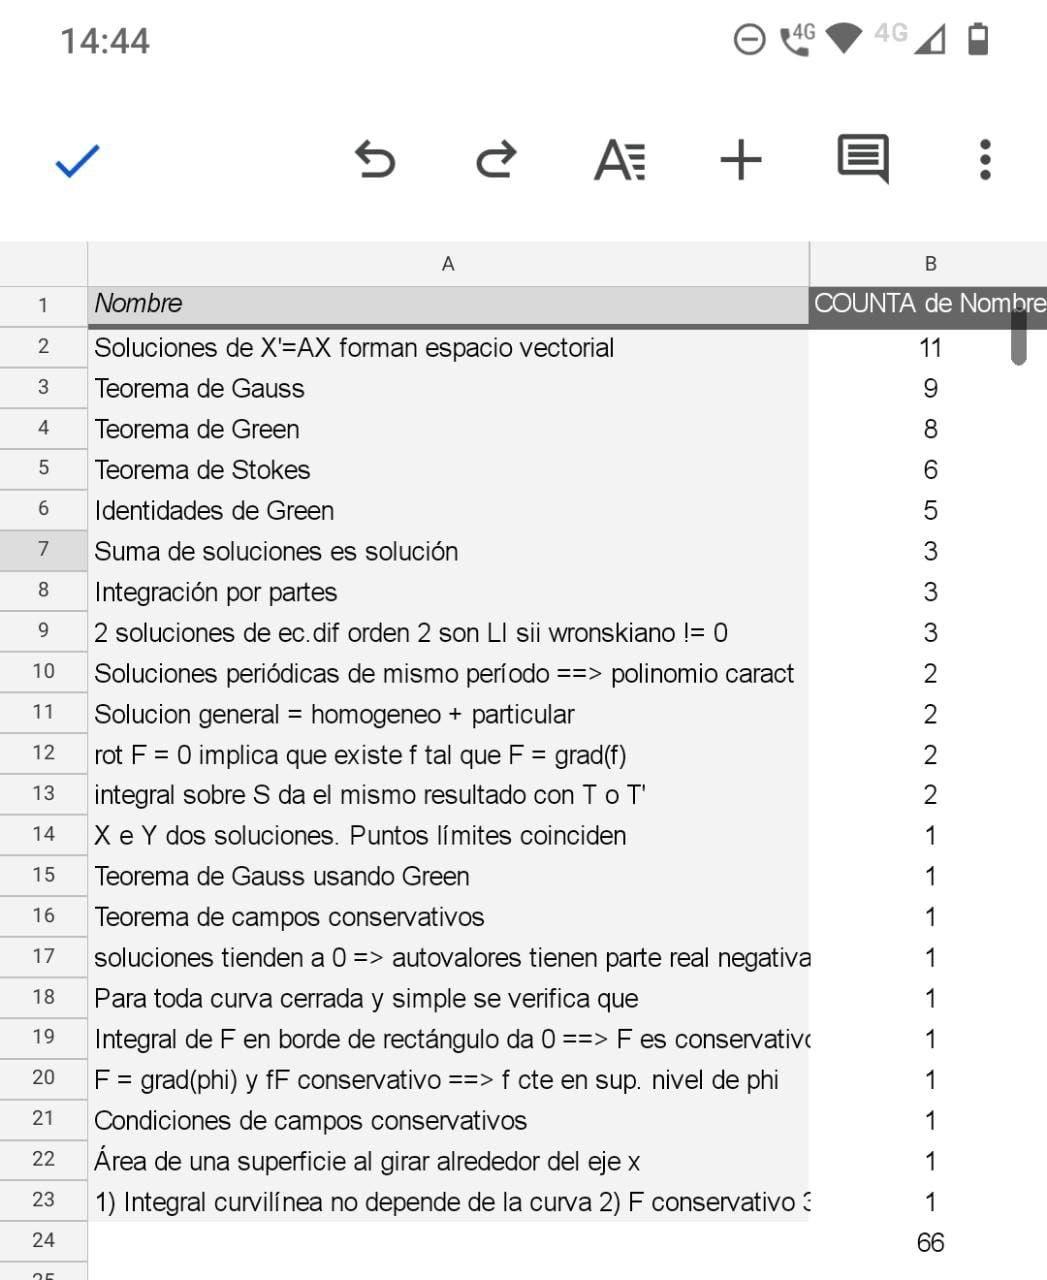 14:44
4G
4G
A B
1 Nombre COUNTA de Nombre
2 Soluciones de X'=AX forman espacio vectorial 11
3 Teorema de Gauss 9
4 Teorema de Green 8
5 Teorema de Stokes 6
6 Identidades de Green 5
7 Suma de soluciones es solución 3
8 Integración por partes 3
9 2 soluciones de ec.dif orden 2 son LI sii wronskiano != 0 3
10 Soluciones periódicas de mismo período ==> polinomio caract 2
11 Solucion general = homogeneo + particular 2
12 rot F = 0 implica que existe f tal que F = grad(f) 2
13 integral sobre S da el mismo resultado con T o T' 2
14 X e Y dos soluciones. Puntos límites coinciden 1
15 Teorema de Gauss usando Green 1
16 Teorema de campos conservativos 1
17 soluciones tienden a 0 => autovalores tienen parte real negativa 1
18 Para toda curva cerrada y simple se verifica que 1
19 Integral de F en borde de rectángulo da 0 ==> F es conservativo 1
20 F = grad(phi) y fF conservativo ==> f cte en sup. nivel de phi 1
21 Condiciones de campos conservativos 1
22 Área de una superficie al girar alrededor del eje x 1
23 1) Integral curvilínea no depende de la curva 2) F conservativo 3 1
24 66
25